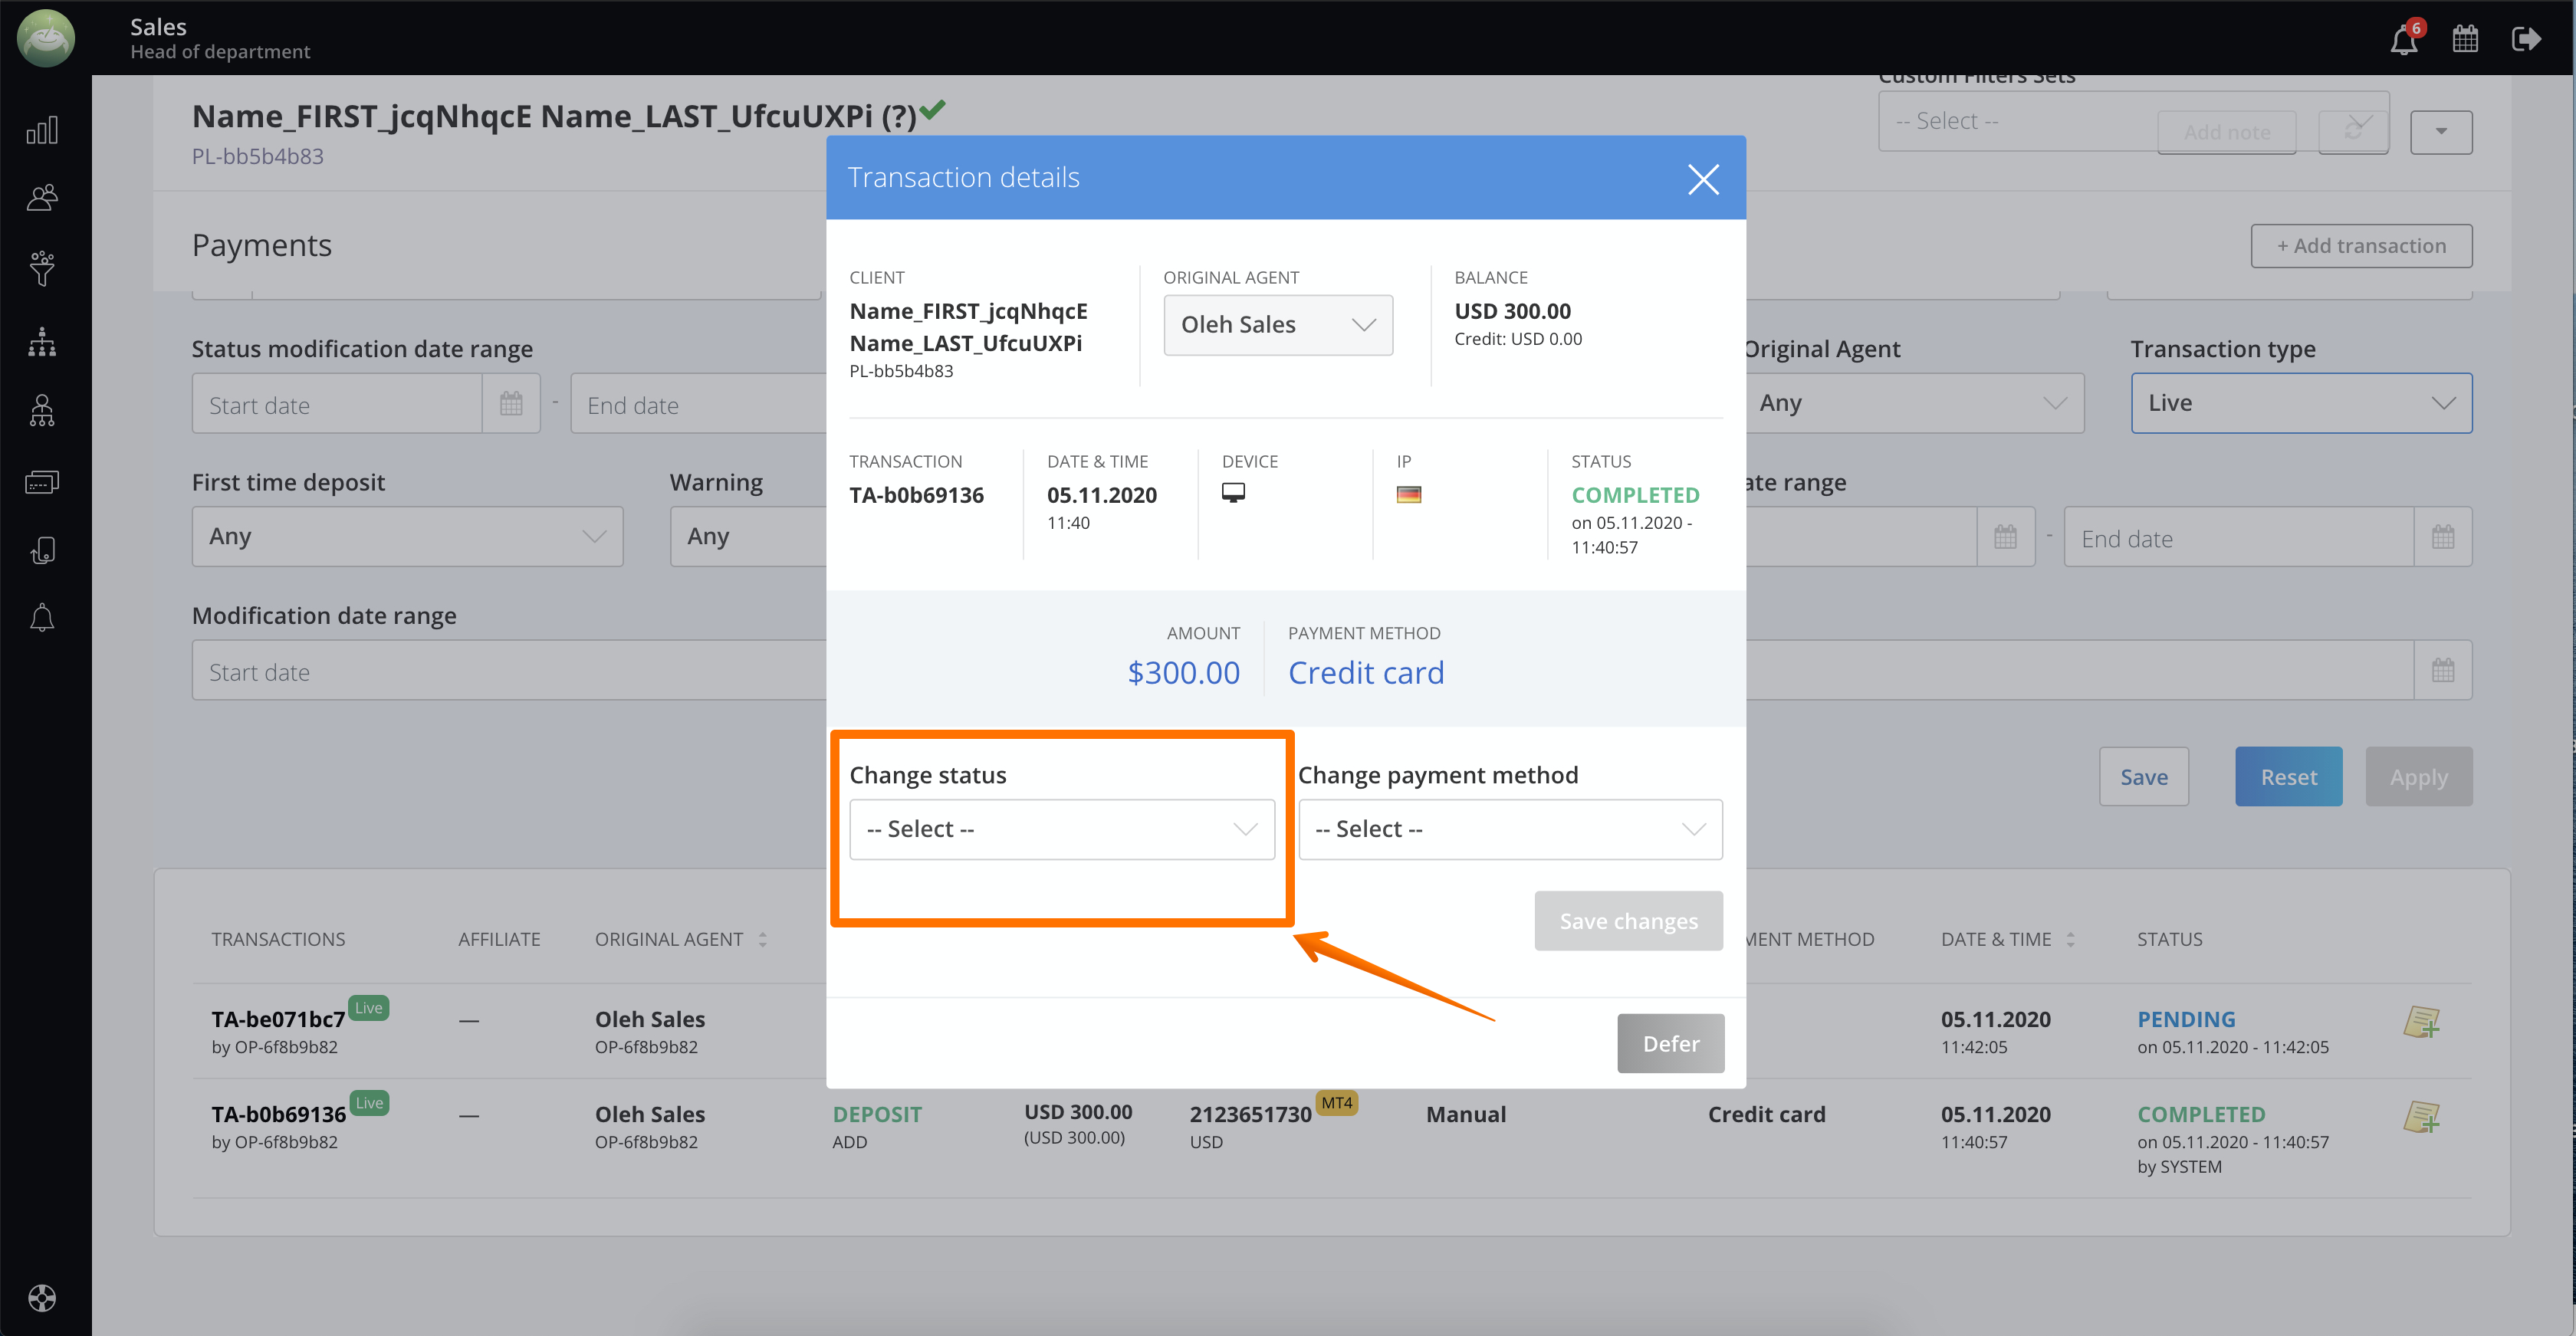 Sales
Head of department
6
Custom Filters Sets
-- Select --
Add note
Name_FIRST_jcqNhqcE Name_LAST_UfcuUXPi (?)
PL-bb5b4b83
Payments
+ Add transaction
Status modification date range
Start date
-
End date
Original Agent
Any
Transaction type
Live
First time deposit
Any
Warning
Any
ate range
-
End date
Modification date range
Start date
Save
Reset
Apply
Transaction details
CLIENT
Name_FIRST_jcqNhqcE
Name_LAST_UfcuUXPi
PL-bb5b4b83
ORIGINAL AGENT
Oleh Sales
BALANCE
USD 300.00
Credit: USD 0.00
TRANSACTION
TA-b0b69136
DATE & TIME
05.11.2020
11:40
DEVICE
IP
STATUS
COMPLETED
on 05.11.2020 -
11:40:57
AMOUNT
$300.00
PAYMENT METHOD
Credit card
Change status
-- Select --
Change payment method
-- Select --
Save changes
Defer
TRANSACTIONS
AFFILIATE
ORIGINAL AGENT
MENT METHOD
DATE & TIME
STATUS
TA-be071bc7 Live
by OP-6f8b9b82
—
Oleh Sales
OP-6f8b9b82
05.11.2020
11:42:05
PENDING
on 05.11.2020 - 11:42:05
TA-b0b69136 Live
by OP-6f8b9b82
—
Oleh Sales
OP-6f8b9b82
DEPOSIT
ADD
USD 300.00
(USD 300.00)
2123651730 MT4
USD
Manual
Credit card
05.11.2020
11:40:57
COMPLETED
on 05.11.2020 - 11:40:57
by SYSTEM